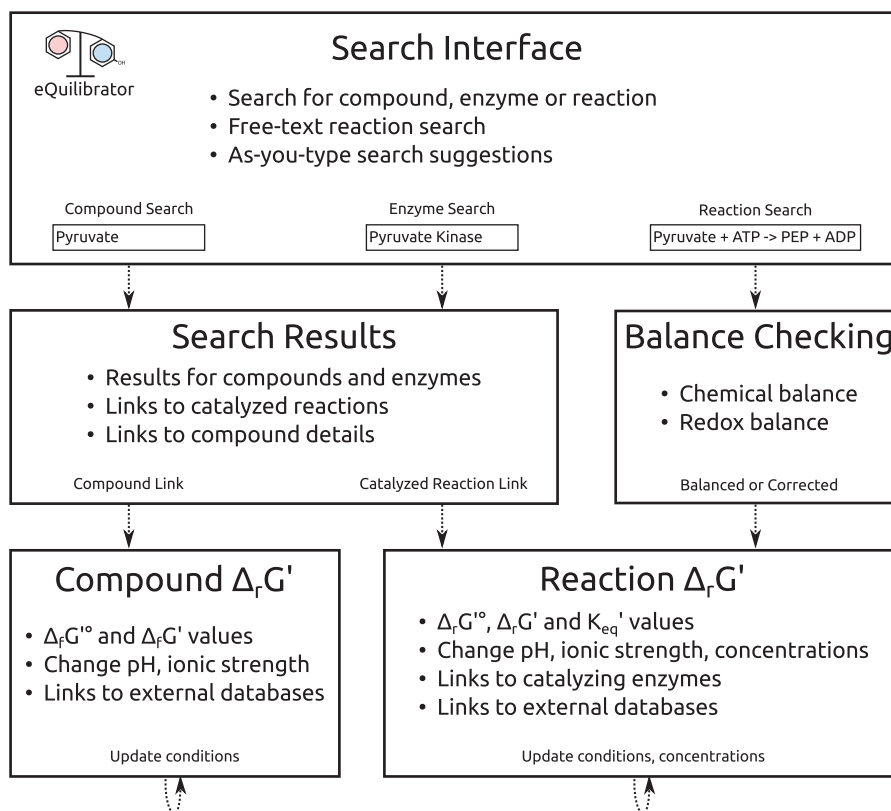 Search Interface
OH
eQuilibrator
• Search for compound, enzyme or reaction
• Free-text reaction search
• As-you-type search suggestions
Compound Search
Enzyme Search
Reaction Search
Pyruvate
Pyruvate Kinase
Pyruvate + ATP -> PEP + ADP
Search Results
• Results for compounds and enzymes
• Links to catalyzed reactions
• Links to compound details
Compound Link
Catalyzed Reaction Link
Balance Checking
• Chemical balance
• Redox balance
Balanced or Corrected
Compound ΔrG'
• ΔfG'° and ΔfG' values
• Change pH, ionic strength
• Links to external databases
Update conditions
Reaction ΔrG'
• ΔrG'°, ΔrG' and Keq' values
• Change pH, ionic strength, concentrations
• Links to catalyzing enzymes
• Links to external databases
Update conditions, concentrations